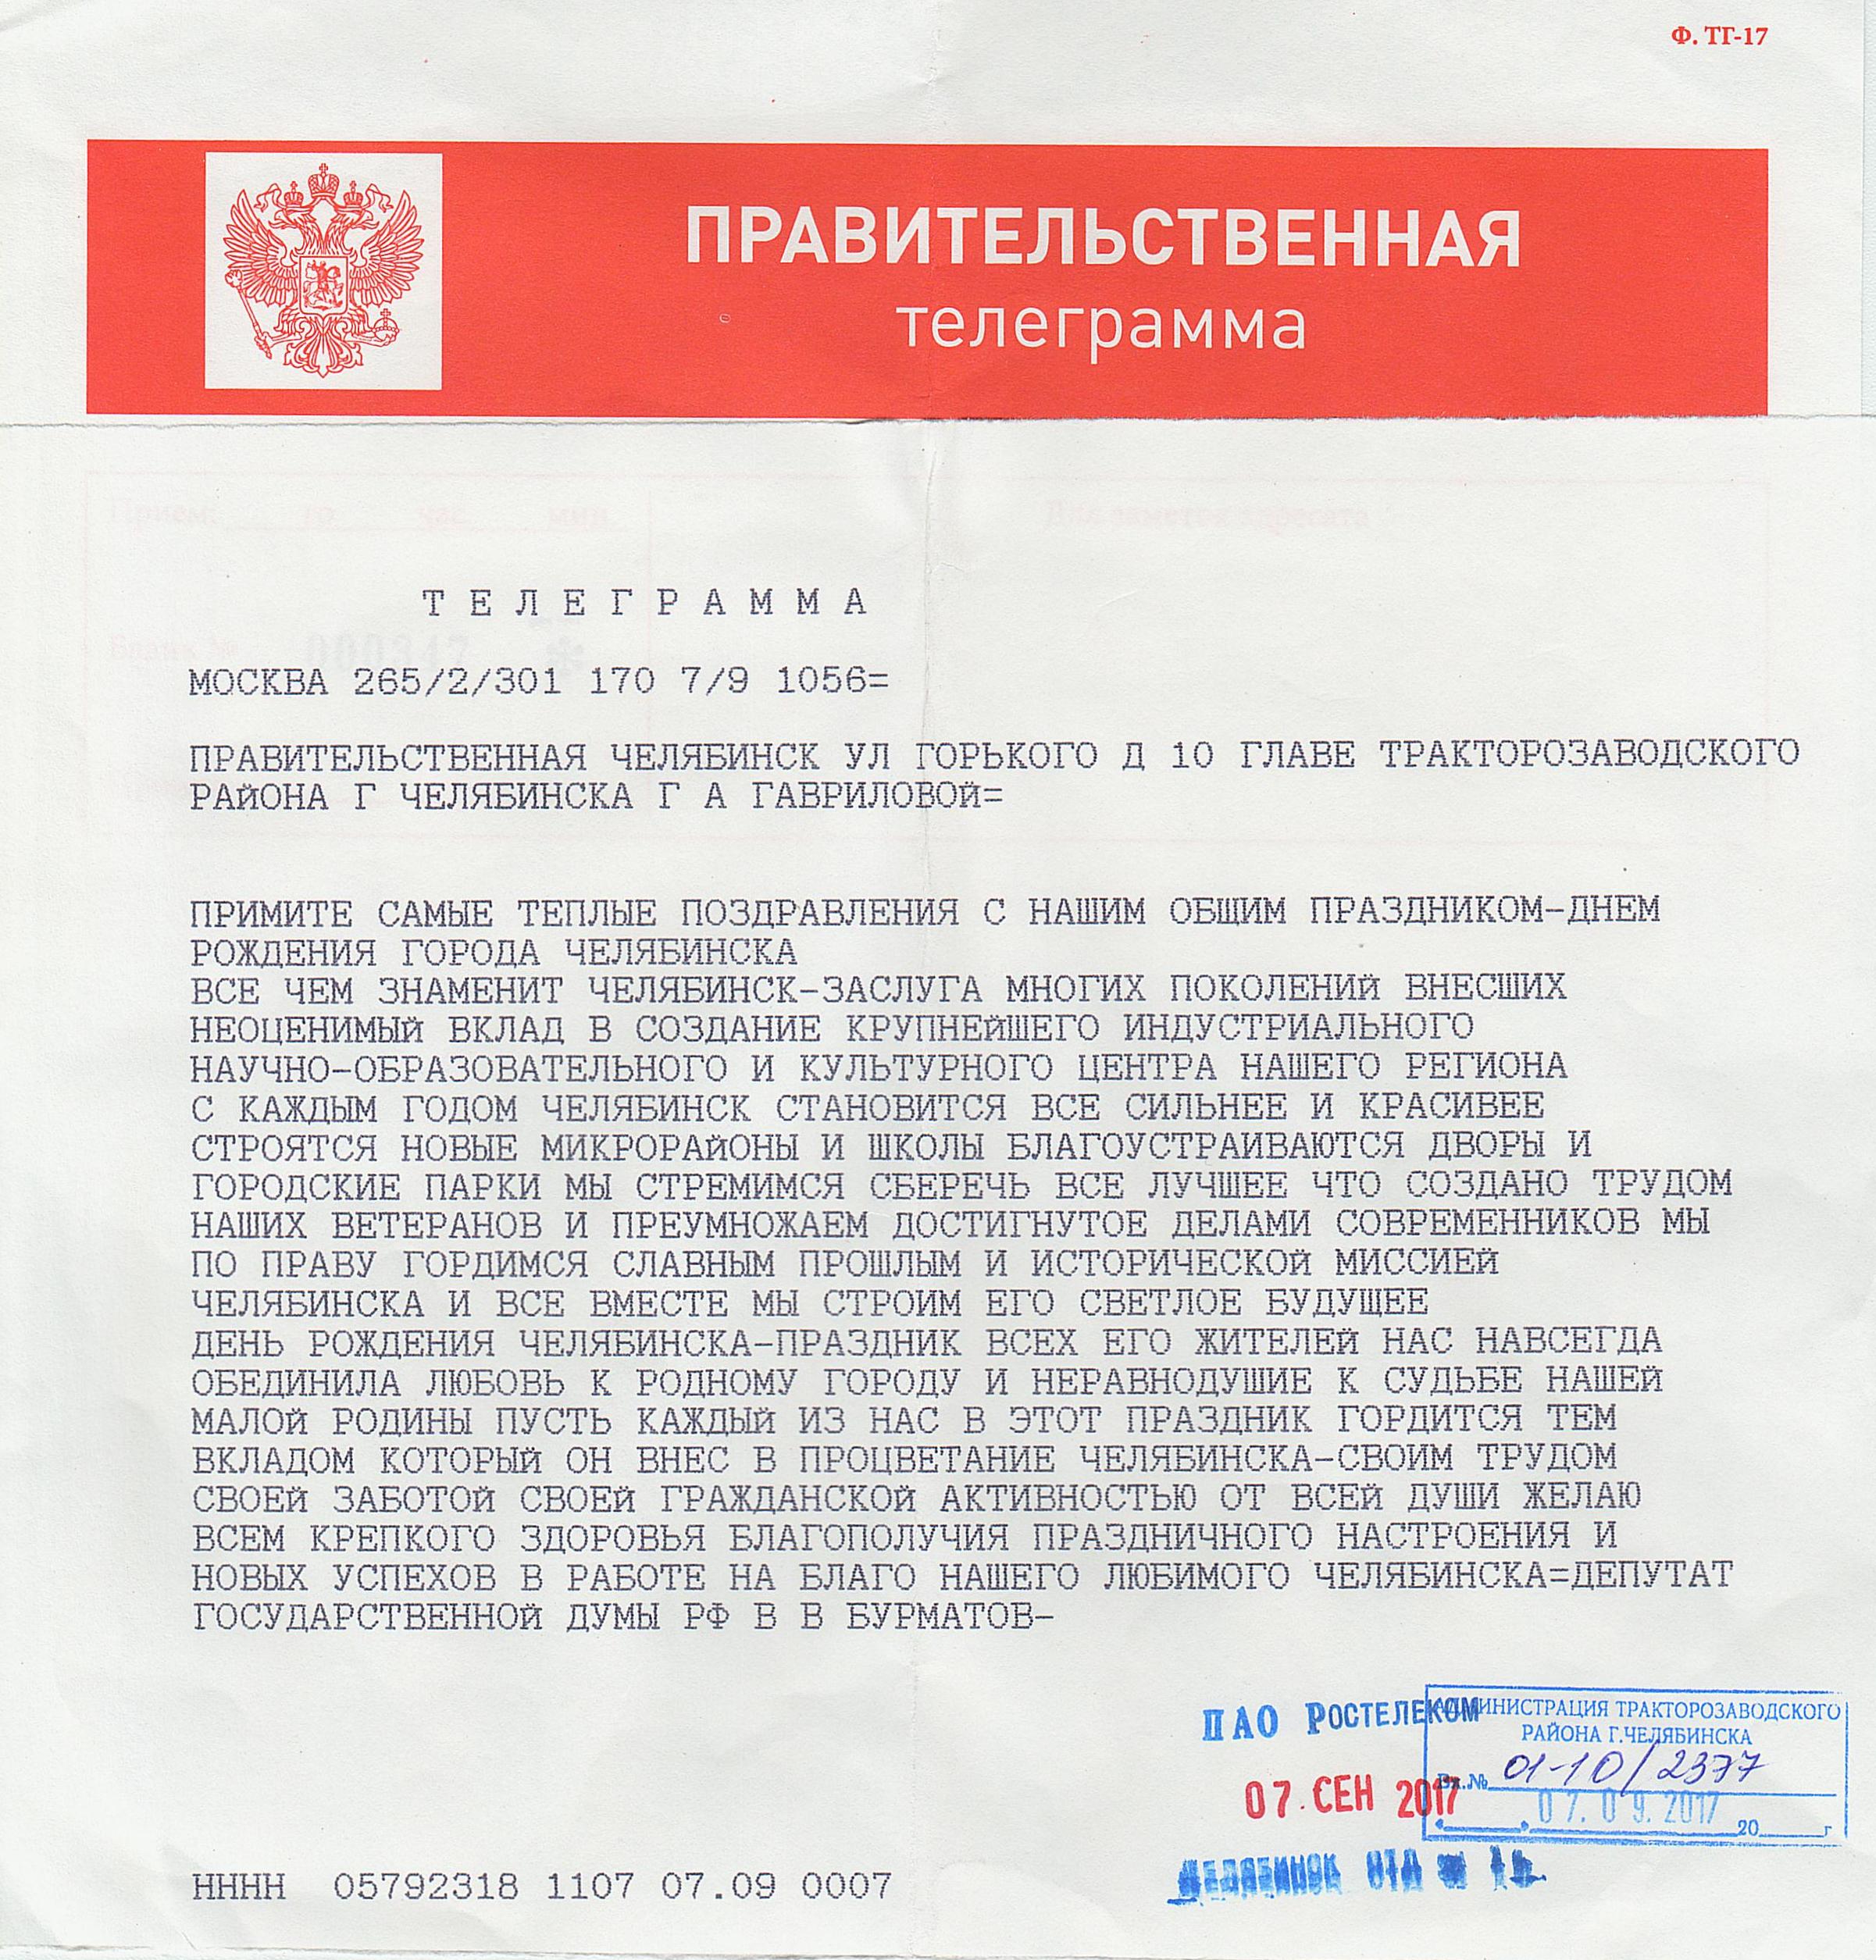 Ф. ТГ-17
ПРАВИТЕЛЬСТВЕННАЯ
телеграмма
Т Е Л Е Г Р А М М А
МОСКВА 265/2/301 170 7/9 1056=
ПРАВИТЕЛЬСТВЕННАЯ ЧЕЛЯБИНСК УЛ ГОРЬКОГО Д 10 ГЛАВЕ ТРАКТОРОЗАВОДСКОГО
РАЙОНА Г ЧЕЛЯБИНСКА Г А ГАВРИЛОВОЙ=
ПРИМИТЕ САМЫЕ ТЕПЛЫЕ ПОЗДРАВЛЕНИЯ С НАШИМ ОБЩИМ ПРАЗДНИКОМ-ДНЕМ
РОЖДЕНИЯ ГОРОДА ЧЕЛЯБИНСКА
ВСЕ ЧЕМ ЗНАМЕНИТ ЧЕЛЯБИНСК-ЗАСЛУГА МНОГИХ ПОКОЛЕНИЙ ВНЕСШИХ
НЕОЦЕНИМЫЙ ВКЛАД В СОЗДАНИЕ КРУПНЕЙШЕГО ИНДУСТРИАЛЬНОГО
НАУЧНО-ОБРАЗОВАТЕЛЬНОГО И КУЛЬТУРНОГО ЦЕНТРА НАШЕГО РЕГИОНА
С КАЖДЫМ ГОДОМ ЧЕЛЯБИНСК СТАНОВИТСЯ ВСЕ СИЛЬНЕЕ И КРАСИВЕЕ
СТРОЯТСЯ НОВЫЕ МИКРОРАЙОНЫ И ШКОЛЫ БЛАГОУСТРАИВАЮТСЯ ДВОРЫ И
ГОРОДСКИЕ ПАРКИ МЫ СТРЕМИМСЯ СБЕРЕЧЬ ВСЕ ЛУЧШЕЕ ЧТО СОЗДАНО ТРУДОМ
НАШИХ ВЕТЕРАНОВ И ПРЕУМНОЖАЕМ ДОСТИГНУТОЕ ДЕЛАМИ СОВРЕМЕННИКОВ МЫ
ПО ПРАВУ ГОРДИМСЯ СЛАВНЫМ ПРОШЛЫМ И ИСТОРИЧЕСКОЙ МИССИЕЙ
ЧЕЛЯБИНСКА И ВСЕ ВМЕСТЕ МЫ СТРОИМ ЕГО СВЕТЛОЕ БУДУЩЕЕ
ДЕНЬ РОЖДЕНИЯ ЧЕЛЯБИНСКА-ПРАЗДНИК ВСЕХ ЕГО ЖИТЕЛЕЙ НАС НАВСЕГДА
ОБЕДИНИЛА ЛЮБОВЬ К РОДНОМУ ГОРОДУ И НЕРАВНОДУШИЕ К СУДЬБЕ НАШЕЙ
МАЛОЙ РОДИНЫ ПУСТЬ КАЖДЫЙ ИЗ НАС В ЭТОТ ПРАЗДНИК ГОРДИТСЯ ТЕМ
ВКЛАДОМ КОТОРЫЙ ОН ВНЕС В ПРОЦВЕТАНИЕ ЧЕЛЯБИНСКА-СВОИМ ТРУДОМ
СВОЕЙ ЗАБОТОЙ СВОЕЙ ГРАЖДАНСКОЙ АКТИВНОСТЬЮ ОТ ВСЕЙ ДУШИ ЖЕЛАЮ
ВСЕМ КРЕПКОГО ЗДОРОВЬЯ БЛАГОПОЛУЧИЯ ПРАЗДНИЧНОГО НАСТРОЕНИЯ И
НОВЫХ УСПЕХОВ В РАБОТЕ НА БЛАГО НАШЕГО ЛЮБИМОГО ЧЕЛЯБИНСКА=ДЕПУТАТ
ГОСУДАРСТВЕННОЙ ДУМЫ РФ В В БУРМАТОВ-
ПАО РОСТЕЛЕКОМ
07 СЕН 2017
АДМИНИСТРАЦИЯ ТРАКТОРОЗАВОДСКОГО
РАЙОНА Г.ЧЕЛЯБИНСКА
Вх.№ 01-10/2377
07.09.2017 20 г
ЧЕЛЯБИНСК ОТД
НННН 05792318 1107 07.09 0007